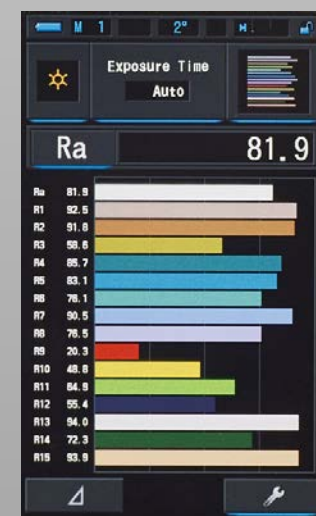 M 1 2°
Exposure Time
Auto
Ra 81.9
Ra 81.9
R1 92.5
R2 91.8
R3 58.6
R4 85.7
R5 83.1
R6 76.1
R7 90.5
R8 76.5
R9 20.3
R10 48.8
R11 64.9
R12 55.4
R13 94.0
R14 72.3
R15 93.9